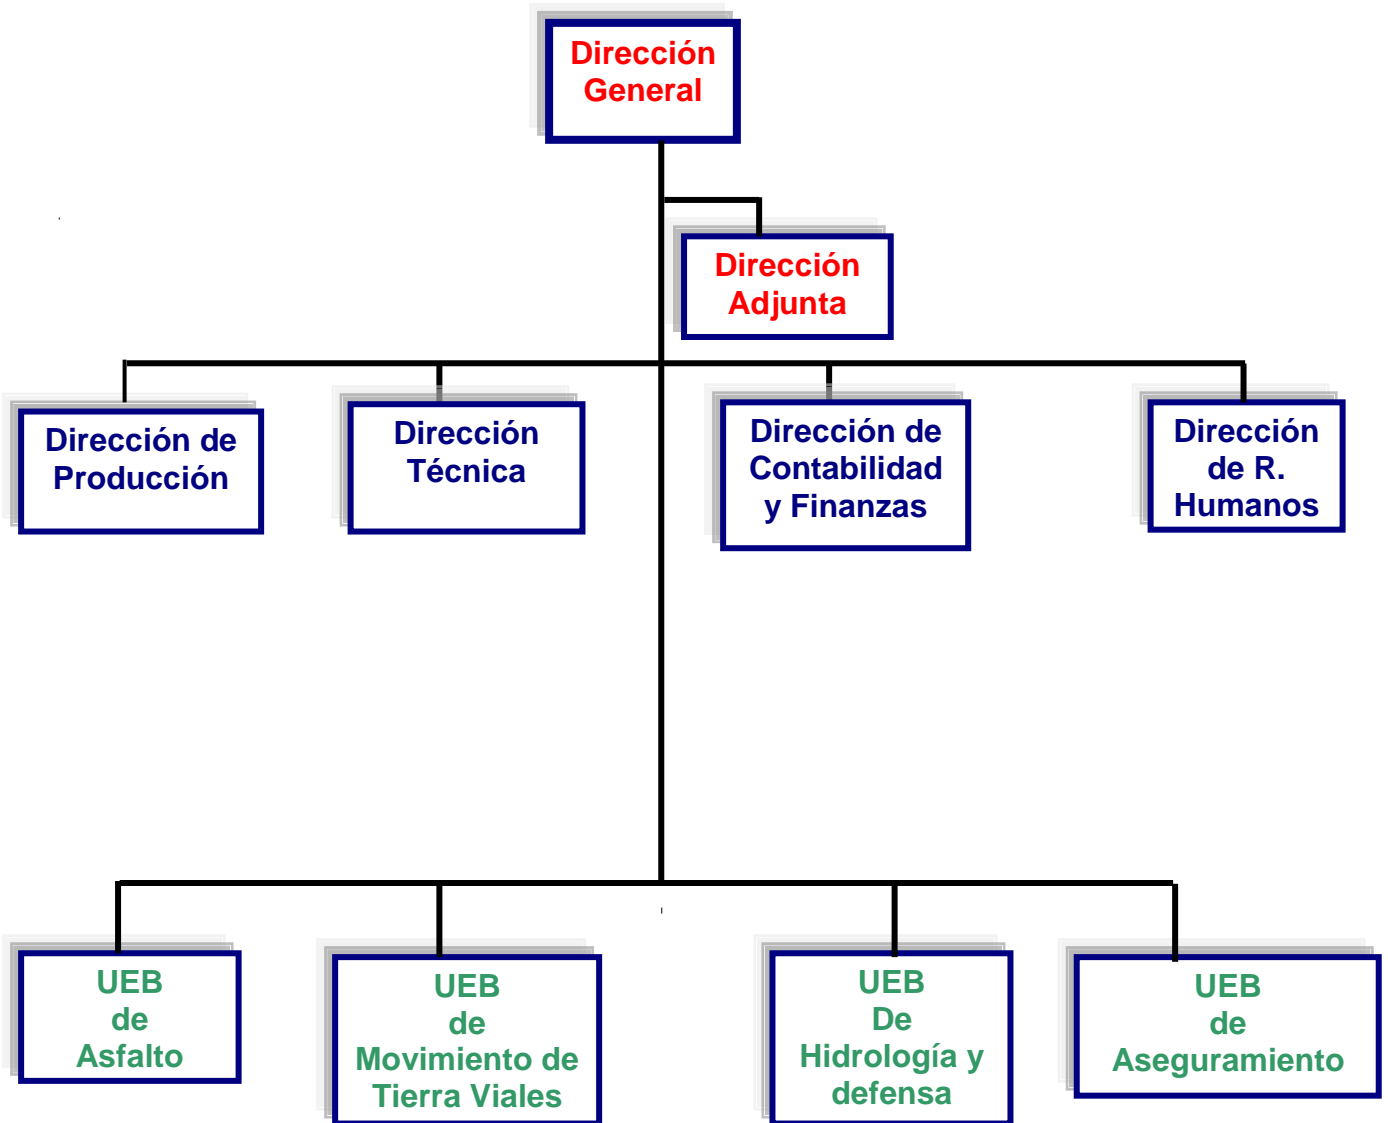 Dirección
General
Dirección
Adjunta
Dirección de
Producción
Dirección
Técnica
Dirección de
Contabilidad
y Finanzas
Dirección
de R.
Humanos
UEB
de
Asfalto
UEB
de
Movimiento de
Tierra Viales
UEB
De
Hidrología y
defensa
UEB
de
Aseguramiento